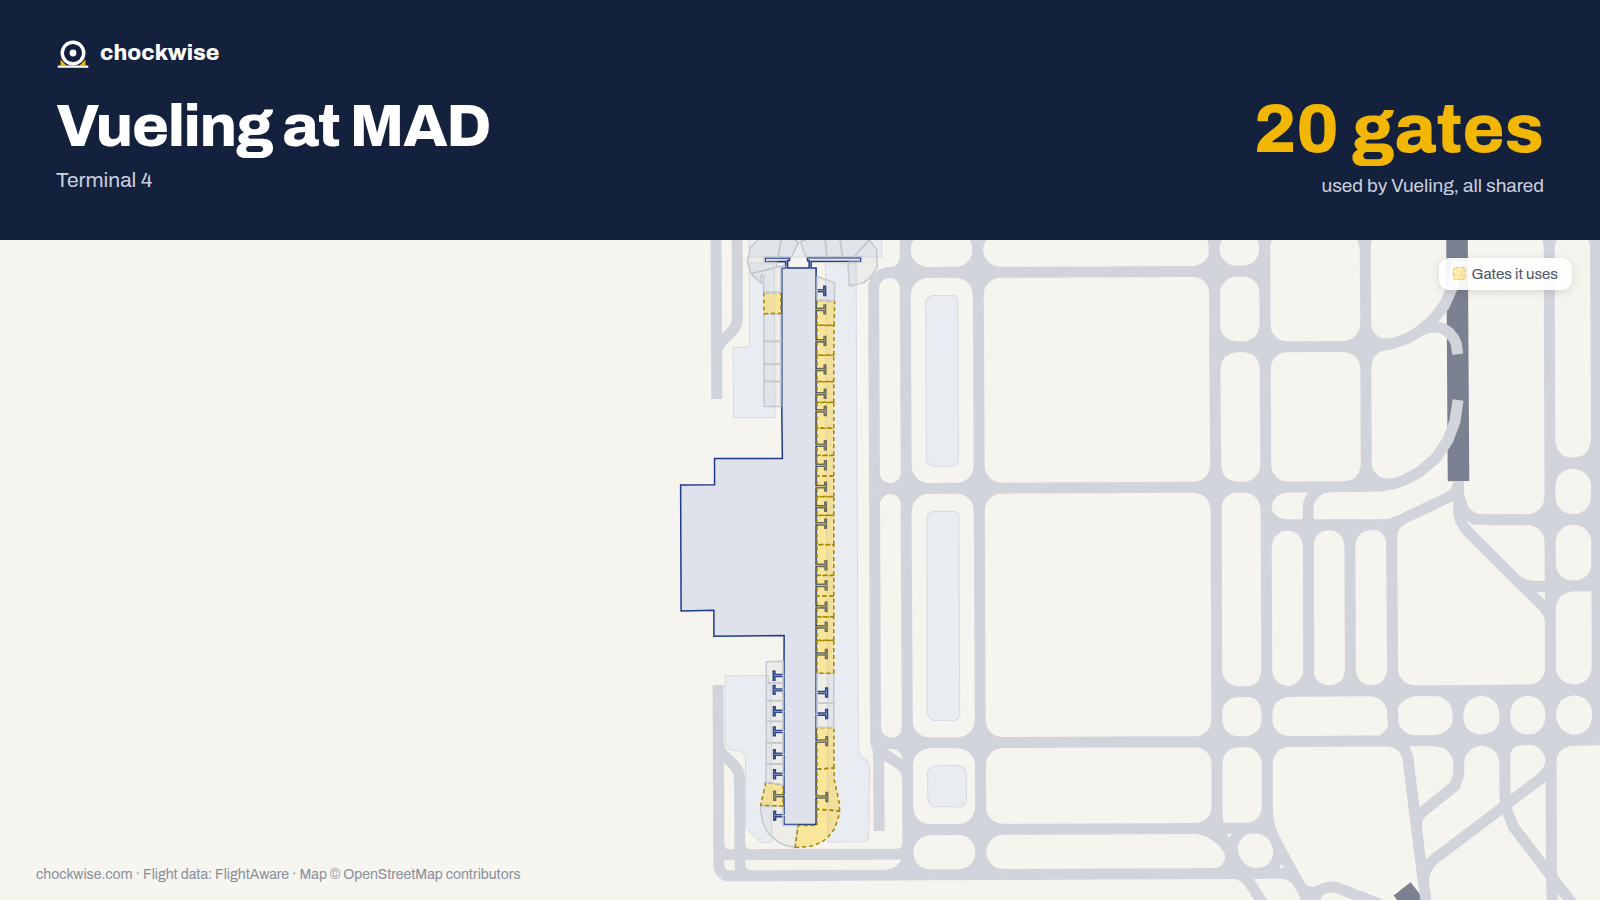 chockwise
Vueling at MAD
Terminal 4
20 gates
used by Vueling, all shared
Gates it uses
chockwise.com · Flight data: FlightAware · Map © OpenStreetMap contributors